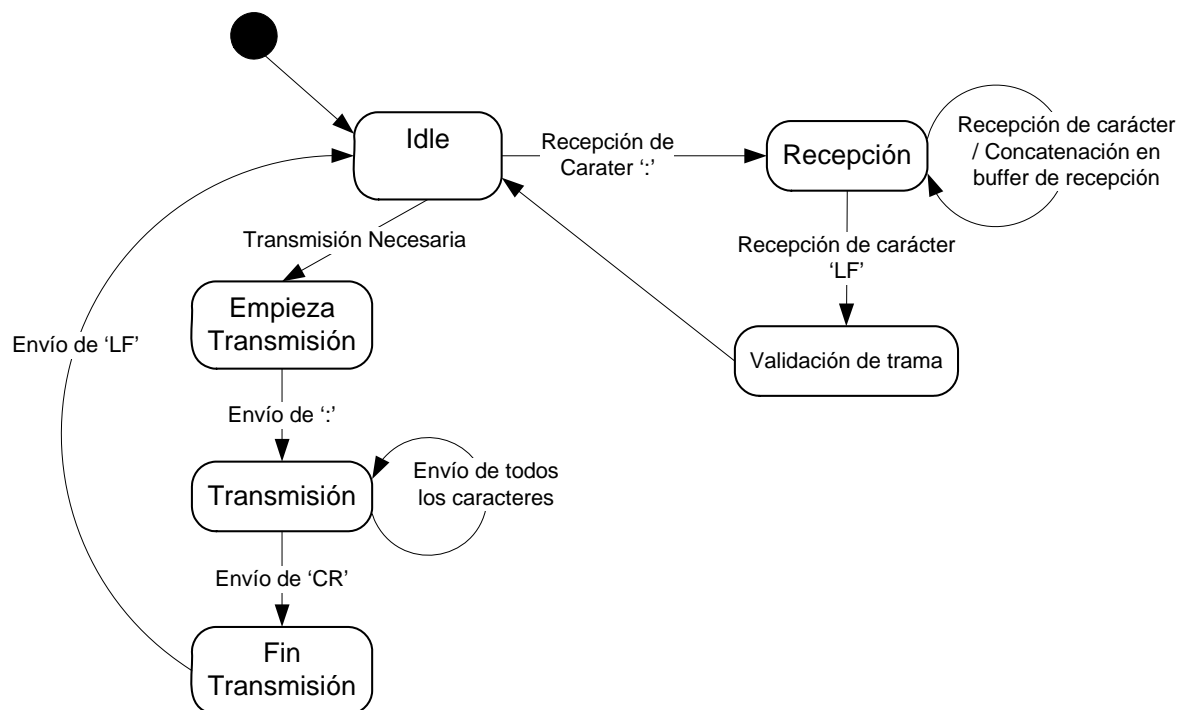 Idle
Recepción de
Carater ‘:’
Recepción
Recepción de carácter
/ Concatenación en
buffer de recepción
Transmisión Necesaria
Recepción de carácter
‘LF’
Empieza
Transmisión
Envío de ‘LF’
Validación de trama
Envío de ‘:’
Transmisión
Envío de todos
los caracteres
Envío de ‘CR’
Fin
Transmisión